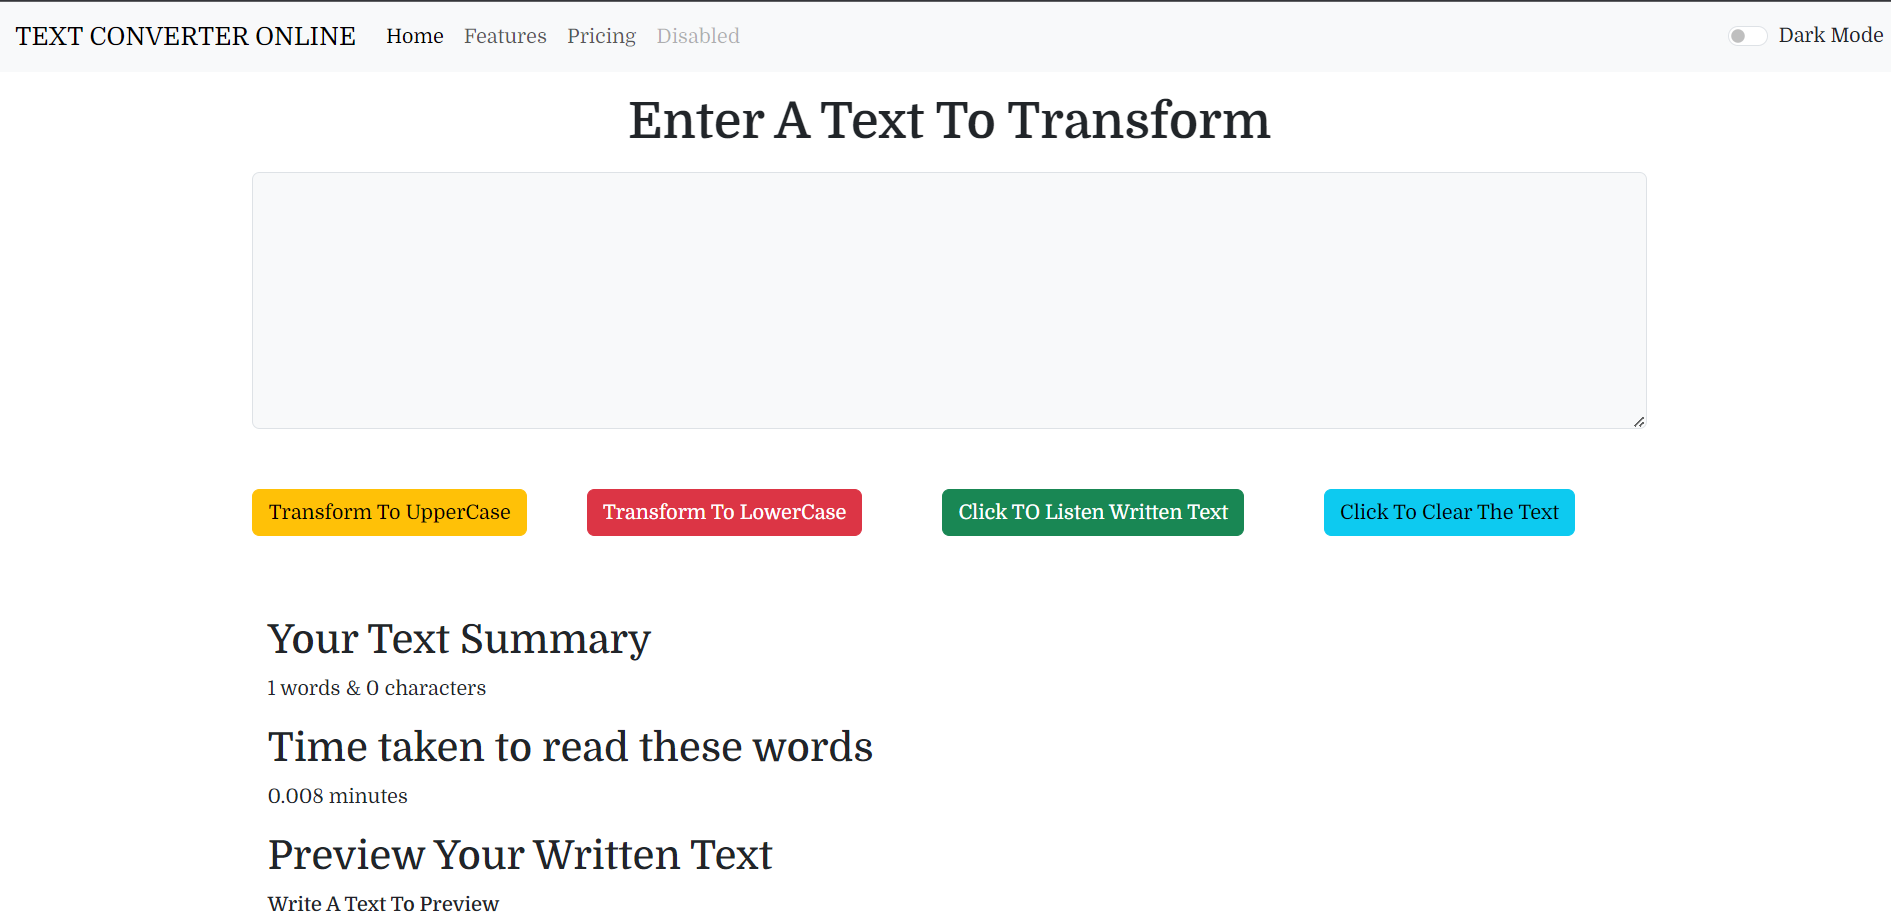 TEXT CONVERTER ONLINE Home Features Pricing Disabled Dark Mode
Enter A Text To Transform
Transform To UpperCase Transform To LowerCase Click TO Listen Written Text Click To Clear The Text
Your Text Summary
1 words & 0 characters
Time taken to read these words
0.008 minutes
Preview Your Written Text
Write A Text To Preview